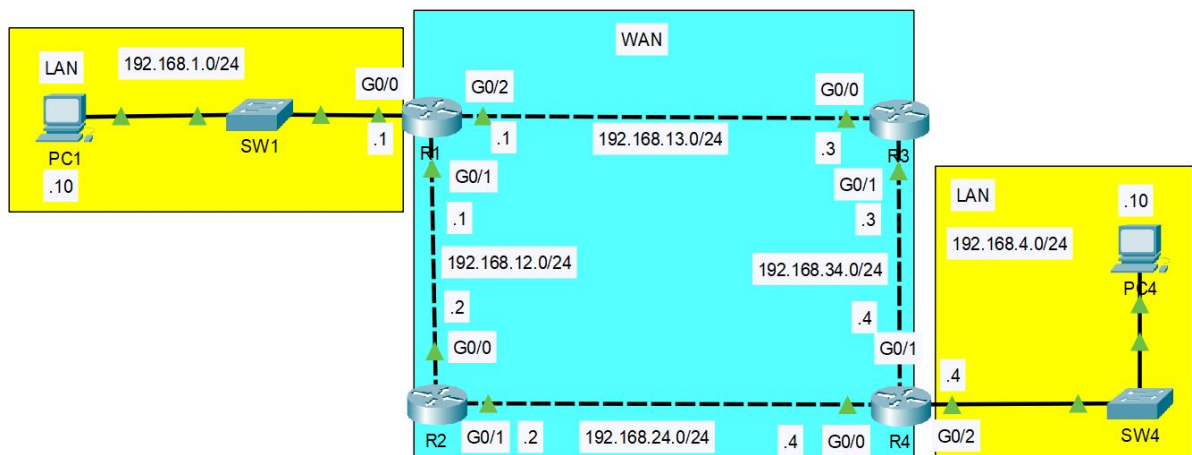 WAN
LAN
192.168.1.0/24
G0/0
G0/2
G0/0
PC1
SW1
.1
R1
.1
192.168.13.0/24
.3
R3
.10
G0/1
G0/1
LAN
.10
.1
.3
192.168.4.0/24
192.168.12.0/24
192.168.34.0/24
PC4
.2
.4
G0/0
G0/1
.4
R2
G0/1
.2
192.168.24.0/24
.4
G0/0
R4
G0/2
SW4